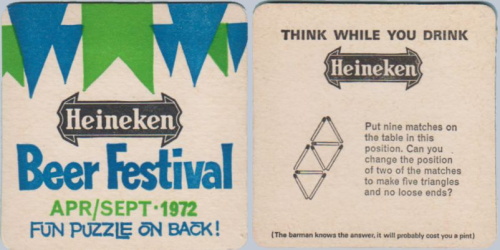 Heineken
Beer Festival
APR/SEPT·1972
FUN PUZZLE ON BACK!
THINK WHILE YOU DRINK
Heineken
Put nine matches on
the table in this
position. Can you
change the position
of two of the matches
to make five triangles
and no loose ends?
(The barman knows the answer, it will probably cost you a pint)